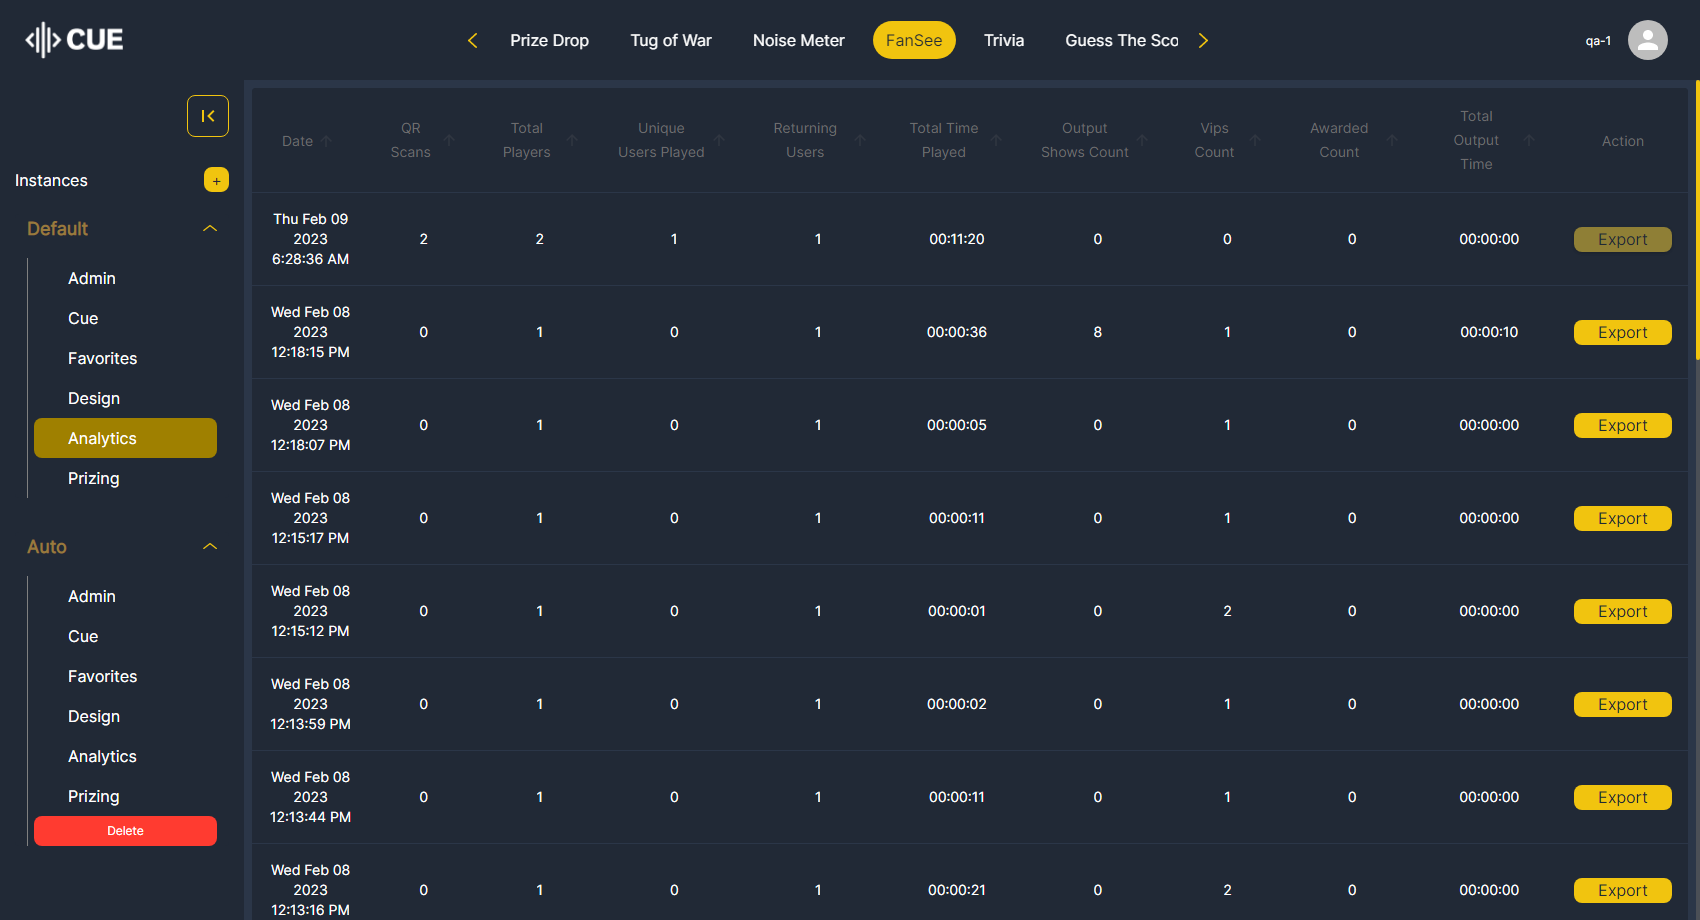 CUE
Prize Drop
Tug of War
Noise Meter
FanSee
Trivia
Guess The Sco
qa-1
Instances
+
Default
Admin
Cue
Favorites
Design
Analytics
Prizing
Auto
Admin
Cue
Favorites
Design
Analytics
Prizing
Delete
Date
QR
Scans
Total
Players
Unique
Users Played
Returning
Users
Total Time
Played
Output
Shows Count
Vips
Count
Awarded
Count
Total
Output
Time
Action
Thu Feb 09
2023
6:28:36 AM
2
2
1
1
00:11:20
0
0
0
00:00:00
Export
Wed Feb 08
2023
12:18:15 PM
0
1
0
1
00:00:36
8
1
0
00:00:10
Export
Wed Feb 08
2023
12:18:07 PM
0
1
0
1
00:00:05
0
1
0
00:00:00
Export
Wed Feb 08
2023
12:15:17 PM
0
1
0
1
00:00:11
0
1
0
00:00:00
Export
Wed Feb 08
2023
12:15:12 PM
0
1
0
1
00:00:01
0
2
0
00:00:00
Export
Wed Feb 08
2023
12:13:59 PM
0
1
0
1
00:00:02
0
1
0
00:00:00
Export
Wed Feb 08
2023
12:13:44 PM
0
1
0
1
00:00:11
0
1
0
00:00:00
Export
Wed Feb 08
2023
12:13:16 PM
0
1
0
1
00:00:21
0
2
0
00:00:00
Export